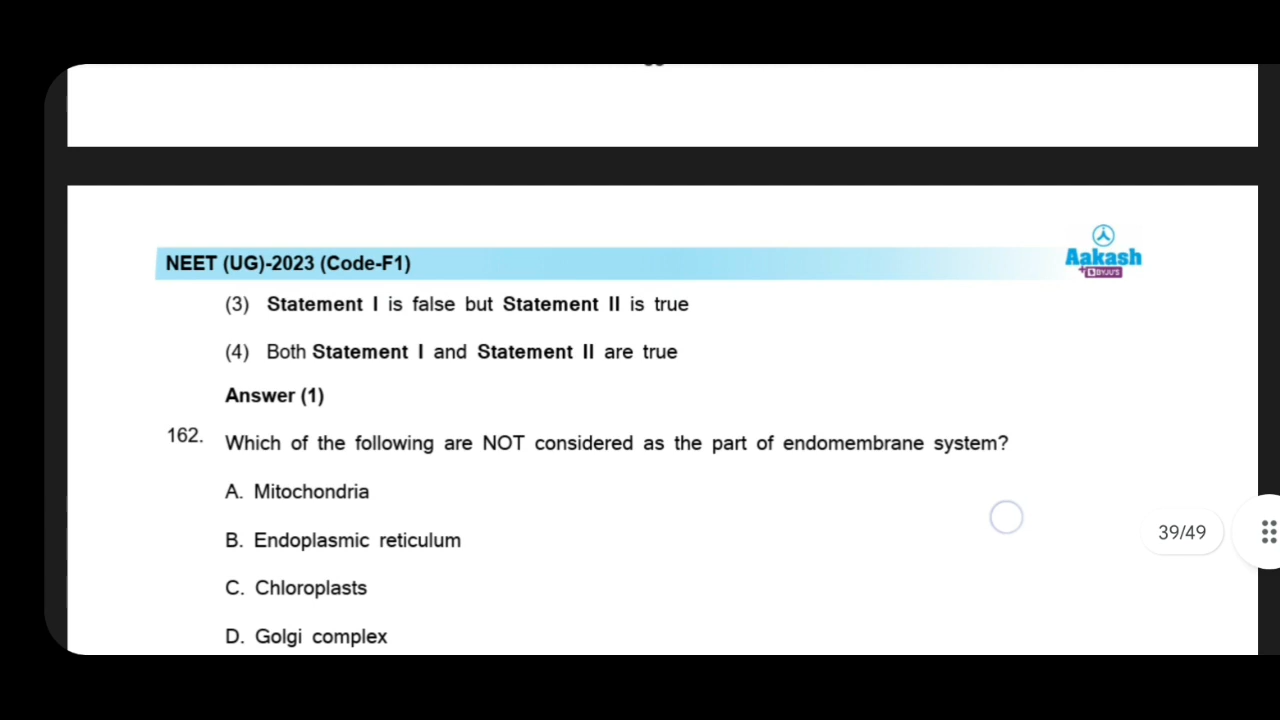 NEET (UG)-2023 (Code-F1)
Aakash
BYJU'S
(3) Statement I is false but Statement II is true
(4) Both Statement I and Statement II are true
Answer (1)
162. Which of the following are NOT considered as the part of endomembrane system?
A. Mitochondria
B. Endoplasmic reticulum
C. Chloroplasts
39/49
D. Golgi complex